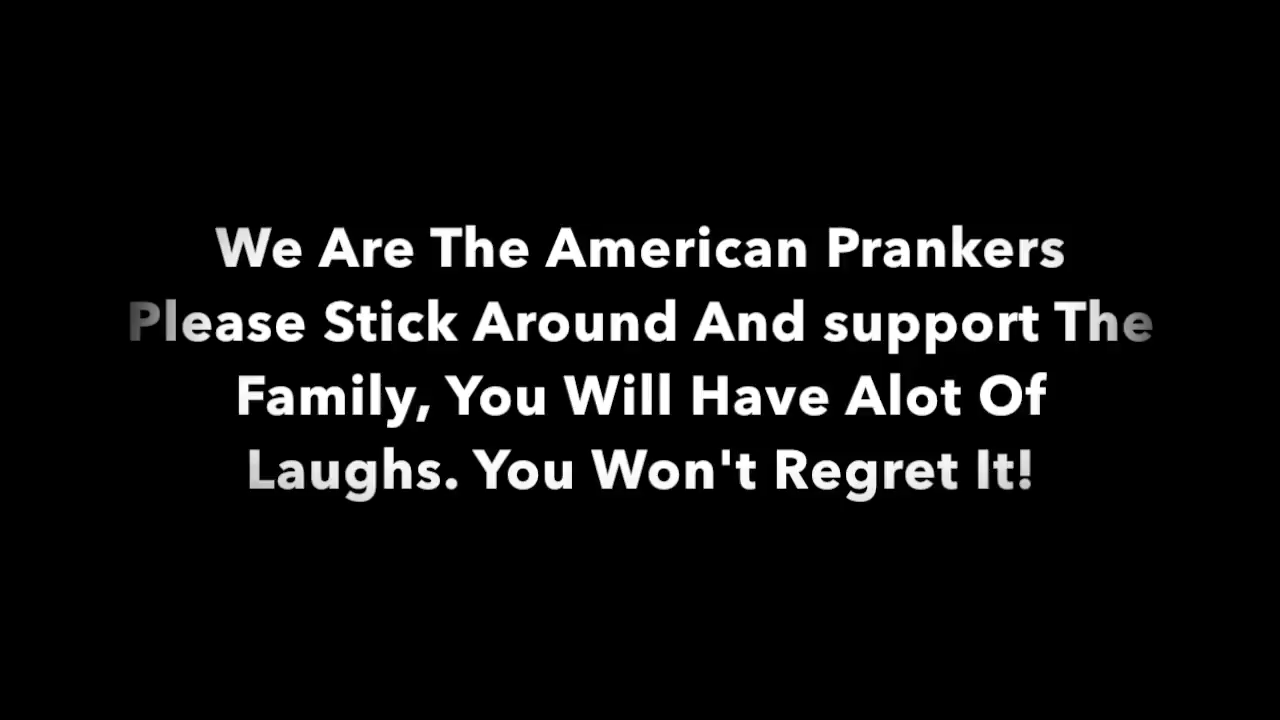 We Are The American Prankers
Please Stick Around And support The
Family, You Will Have Alot Of
Laughs. You Won't Regret It!